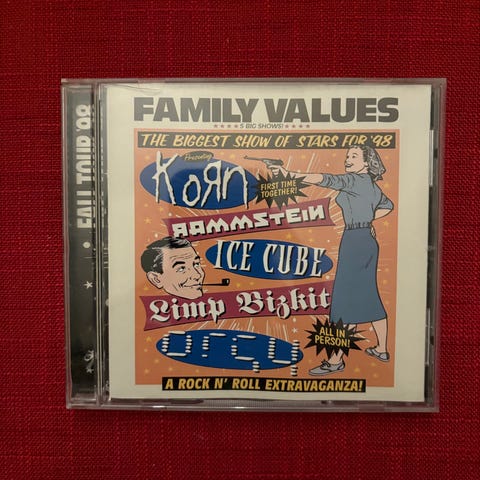 FALL TOUR '98
FAMILY VALUES
★★★★5 BIG SHOWS!★★★★
THE BIGGEST SHOW OF STARS FOR '98
Presenting
KoЯn
FIRST TIME
TOGETHER!
RAMMSTEIN
ICE CUBE
Limp Bizkit
orgy
ALL IN
PERSON!
A ROCK N' ROLL EXTRAVAGANZA!